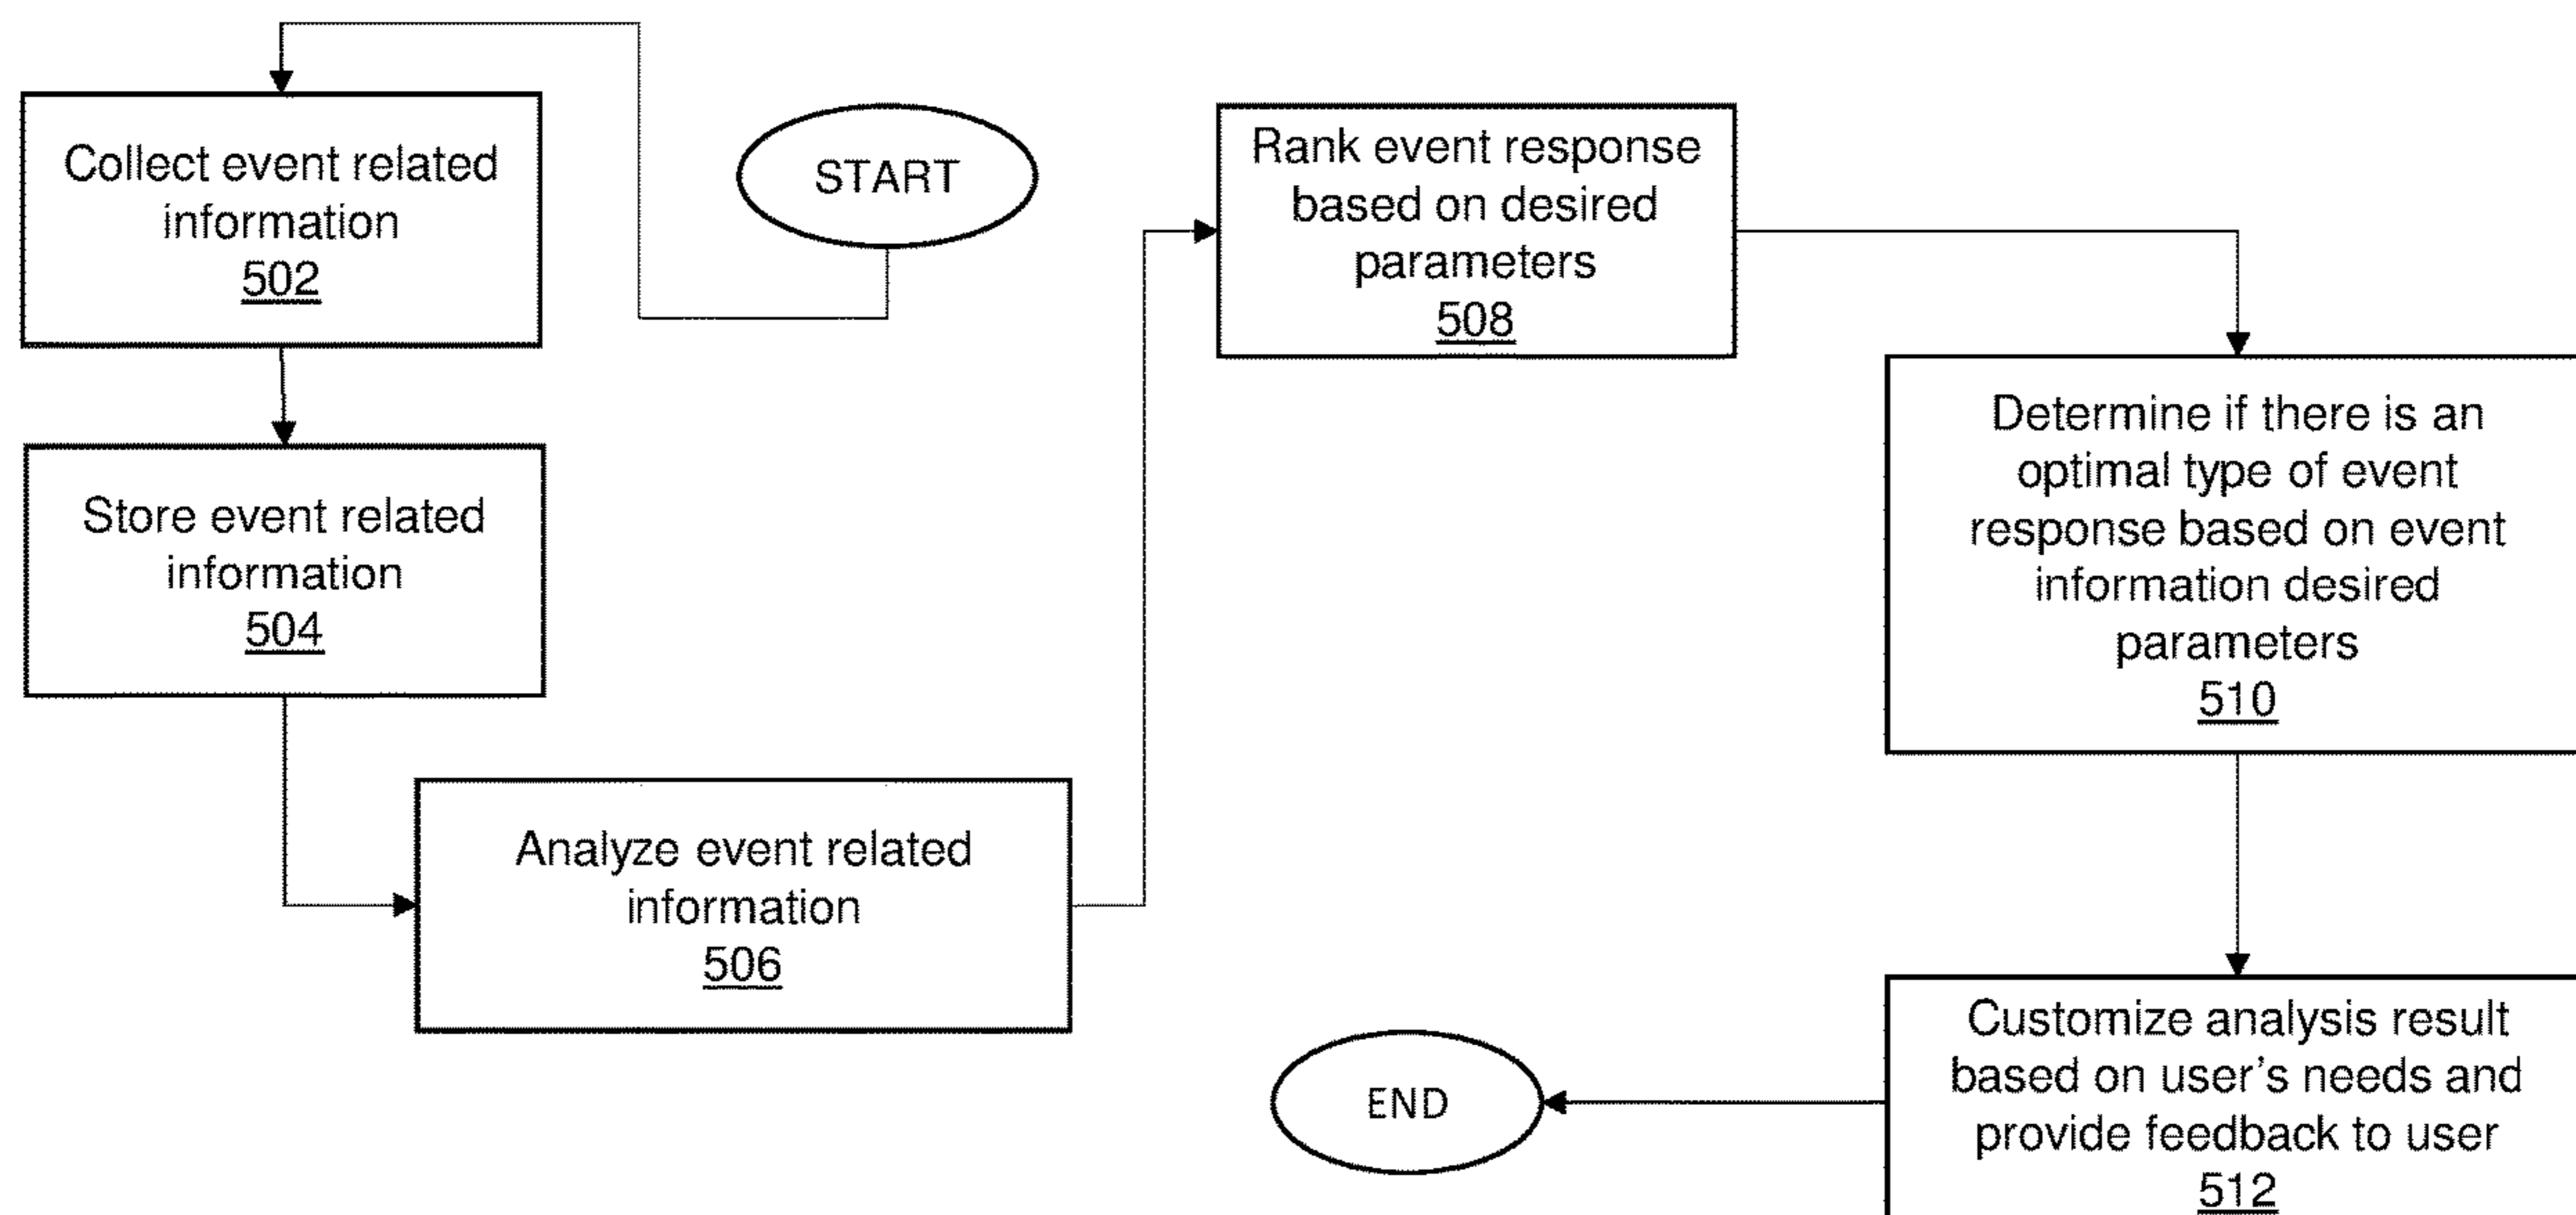 START
Collect event related
information
502
Store event related
information
504
Analyze event related
information
506
Rank event response
based on desired
parameters
508
Determine if there is an
optimal type of event
response based on event
information desired
parameters
510
Customize analysis result
based on user's needs and
provide feedback to user
512
END